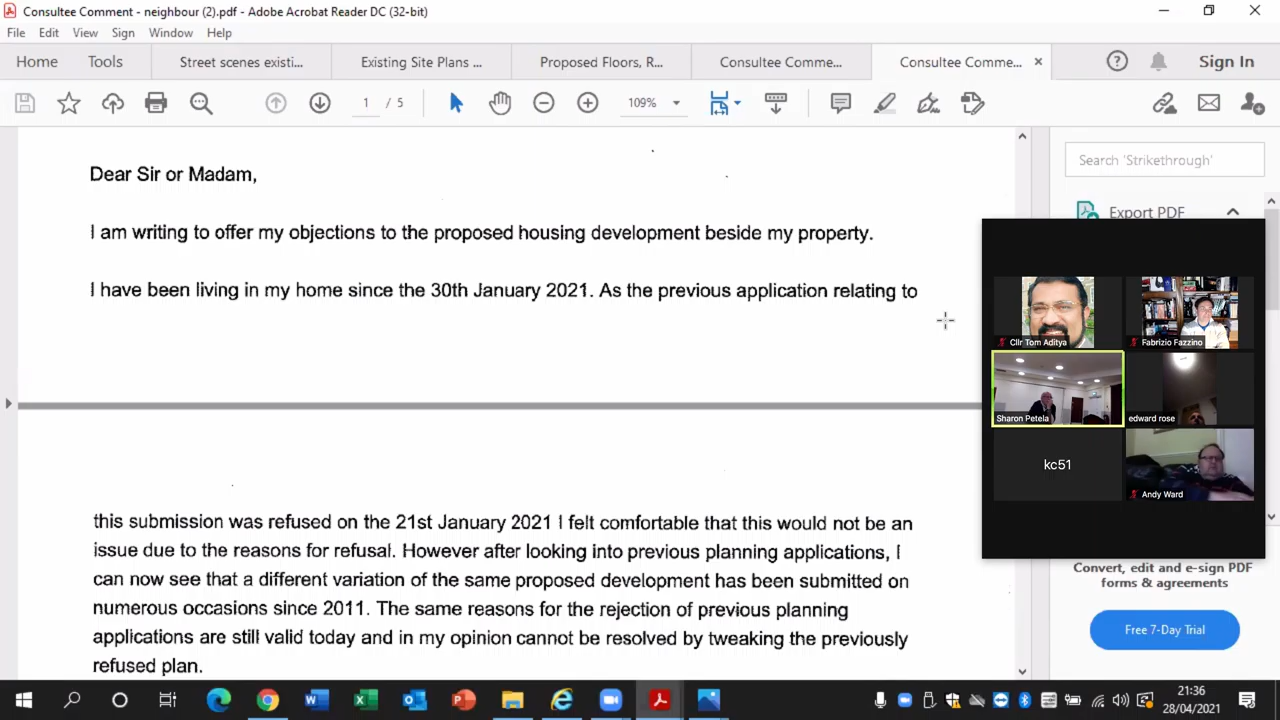 Consultee Comment - neighbour (2).pdf - Adobe Acrobat Reader DC (32-bit)
File Edit View Sign Window Help
Home Tools Street scenes existi... Existing Site Plans ... Proposed Floors, R... Consultee Comme... Consultee Comme... Sign In
1 / 5 109%
Dear Sir or Madam,
I am writing to offer my objections to the proposed housing development beside my property.
I have been living in my home since the 30th January 2021. As the previous application relating to
this submission was refused on the 21st January 2021 I felt comfortable that this would not be an
issue due to the reasons for refusal. However after looking into previous planning applications, I
can now see that a different variation of the same proposed development has been submitted on
numerous occasions since 2011. The same reasons for the rejection of previous planning
applications are still valid today and in my opinion cannot be resolved by tweaking the previously
refused plan.
Search 'Strikethrough'
Export PDF
Cllr Tom Aditya
Fabrizio Fazzino
Sharon Petela
edward rose
kc51
Andy Ward
Convert, edit and e-sign PDF
forms & agreements
Free 7-Day Trial
21:36
28/04/2021